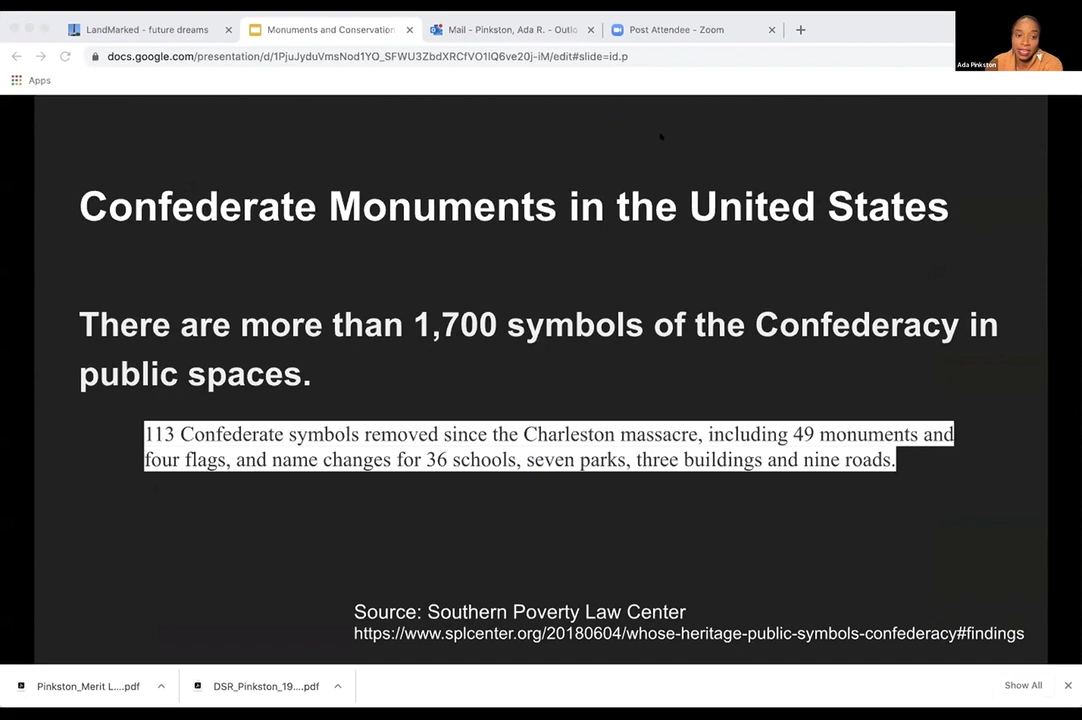 LandMarked - future dreams
Monuments and Conservation
Mail - Pinkston, Ada R. - Outlo
Post Attendee - Zoom
docs.google.com/presentation/d/1PjuJyduVmsNod1YO_SFWU3ZbdXRCfVO1lQ6ve20j-iM/edit#slide=id.p
Ada Pinkston
Apps
Confederate Monuments in the United States
There are more than 1,700 symbols of the Confederacy in
public spaces.
113 Confederate symbols removed since the Charleston massacre, including 49 monuments and
four flags, and name changes for 36 schools, seven parks, three buildings and nine roads.
Source: Southern Poverty Law Center
https://www.splcenter.org/20180604/whose-heritage-public-symbols-confederacy#findings
Pinkston_Merit L....pdf
DSR_Pinkston_19....pdf
Show All